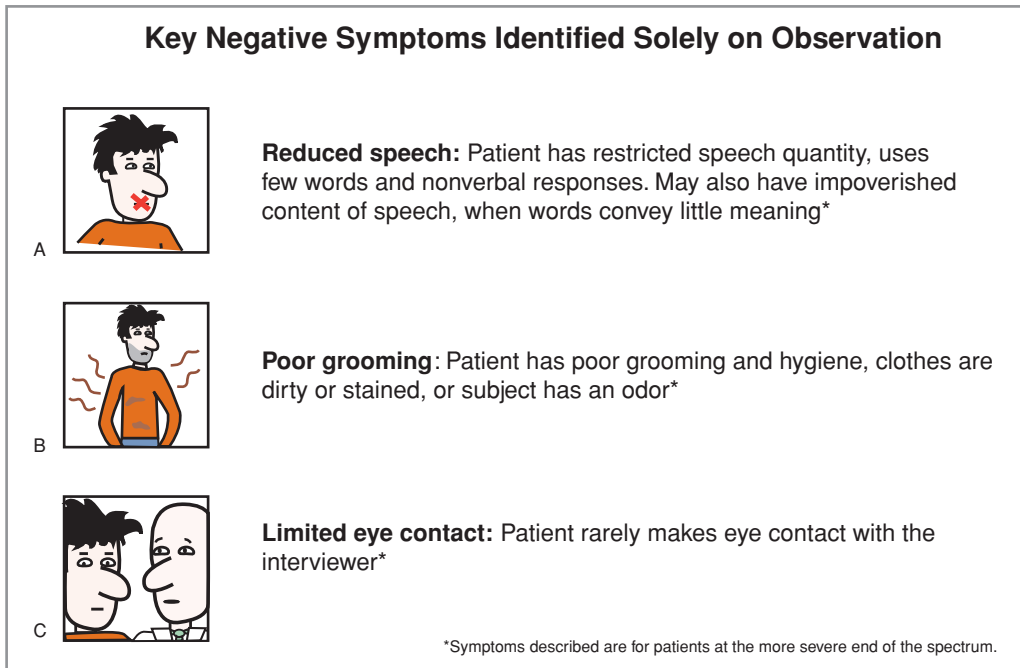 Key Negative Symptoms Identified Solely on Observation
Reduced speech: Patient has restricted speech quantity, uses
few words and nonverbal responses. May also have impoverished
content of speech, when words convey little meaning*
A
Poor grooming: Patient has poor grooming and hygiene, clothes are
dirty or stained, or subject has an odor*
B
Limited eye contact: Patient rarely makes eye contact with the
interviewer*
C
*Symptoms described are for patients at the more severe end of the spectrum.